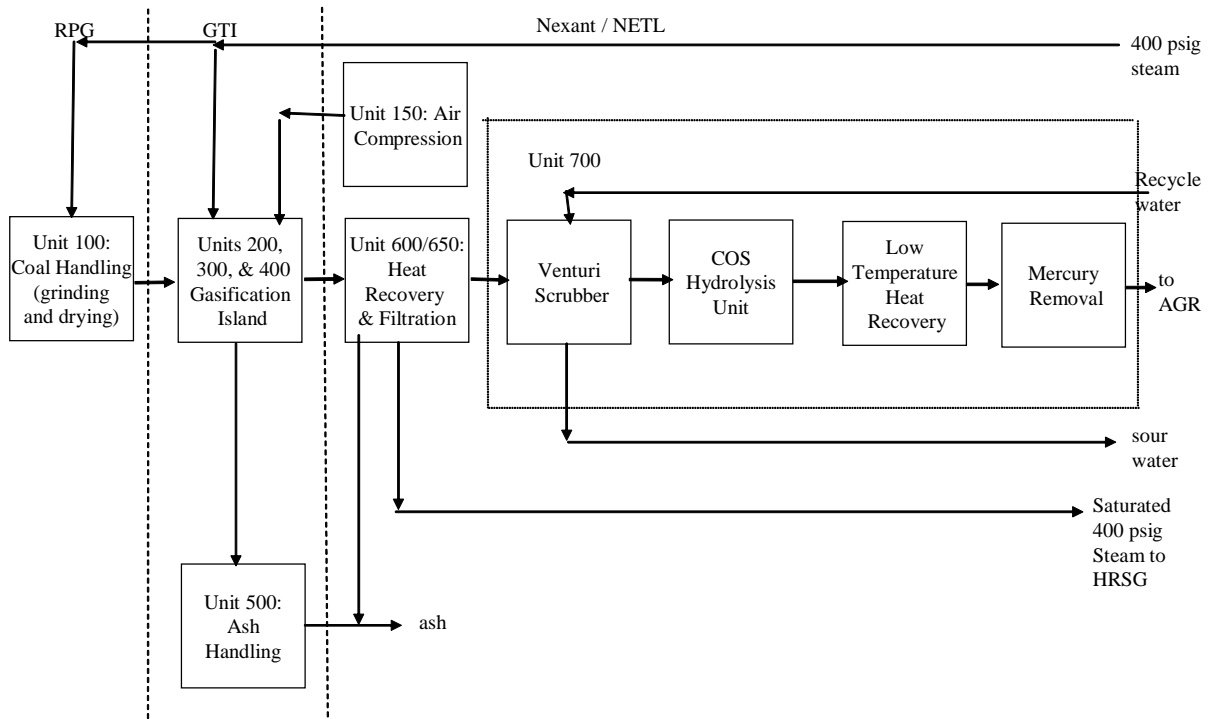 RPG
GTI
Nexant / NETL
400 psig
steam
Unit 150: Air
Compression
Unit 700
Recycle
water
Unit 100:
Coal Handling
(grinding
and drying)
Units 200,
300, & 400
Gasification
Island
Unit 600/650:
Heat
Recovery
& Filtration
Venturi
Scrubber
COS
Hydrolysis
Unit
Low
Temperature
Heat
Recovery
Mercury
Removal
to
AGR
sour
water
Saturated
400 psig
Steam to
HRSG
Unit 500:
Ash
Handling
ash